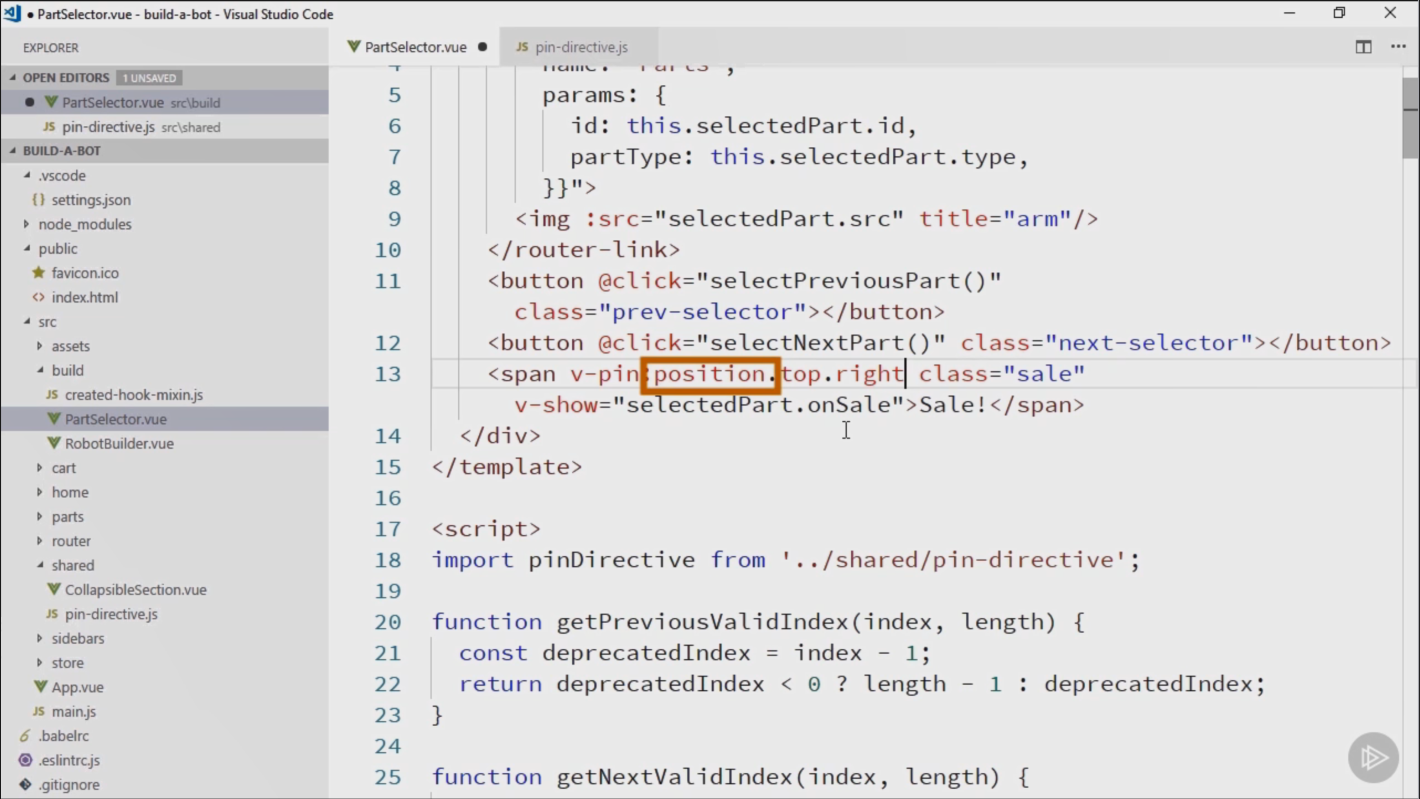 ● PartSelector.vue - build-a-bot - Visual Studio Code
EXPLORER
OPEN EDITORS 1 UNSAVED
PartSelector.vue src\build
JS pin-directive.js src\shared
BUILD-A-BOT
.vscode
{} settings.json
node_modules
public
favicon.ico
<> index.html
src
assets
build
JS created-hook-mixin.js
PartSelector.vue
RobotBuilder.vue
cart
home
parts
router
shared
CollapsibleSection.vue
JS pin-directive.js
sidebars
store
App.vue
JS main.js
.babelrc
.eslintrc.js
.gitignore
PartSelector.vue ●
JS pin-directive.js
4 name: 'Parts',
5 params: {
6 id: this.selectedPart.id,
7 partType: this.selectedPart.type,
8 }}">
9 <img :src="selectedPart.src" title="arm"/>
10 </router-link>
11 <button @click="selectPreviousPart()"
class="prev-selector"></button>
12 <button @click="selectNextPart()" class="next-selector"></button>
13 <span v-pin:position.top.right class="sale"
v-show="selectedPart.onSale">Sale!</span>
14 </div>
15 </template>
16
17 <script>
18 import pinDirective from '../shared/pin-directive';
19
20 function getPreviousValidIndex(index, length) {
21 const deprecatedIndex = index - 1;
22 return deprecatedIndex < 0 ? length - 1 : deprecatedIndex;
23 }
24
25 function getNextValidIndex(index, length) {